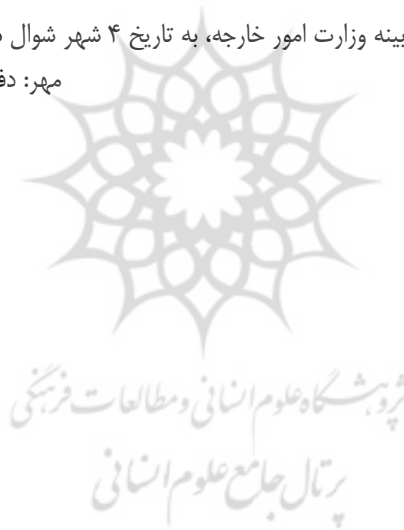 بینه وزارت امور خارجه، به تاریخ ۴ شهر شوال
مهر:
پژوهشگاه علوم انسانی و مطالعات فرهنگی
پرتال جامع علوم انسانی